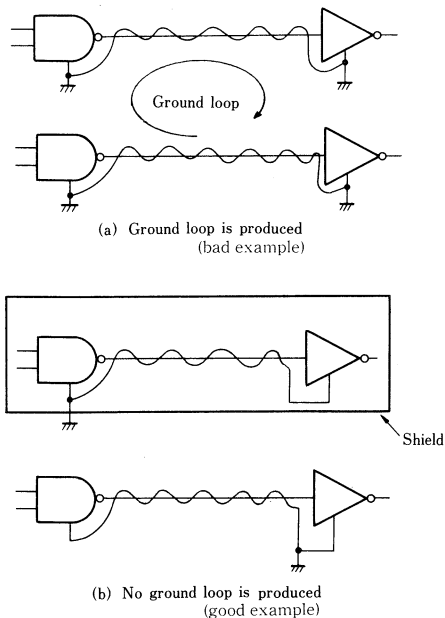 Ground loop
(a) Ground loop is produced
(bad example)
Shield
(b) No ground loop is produced
(good example)